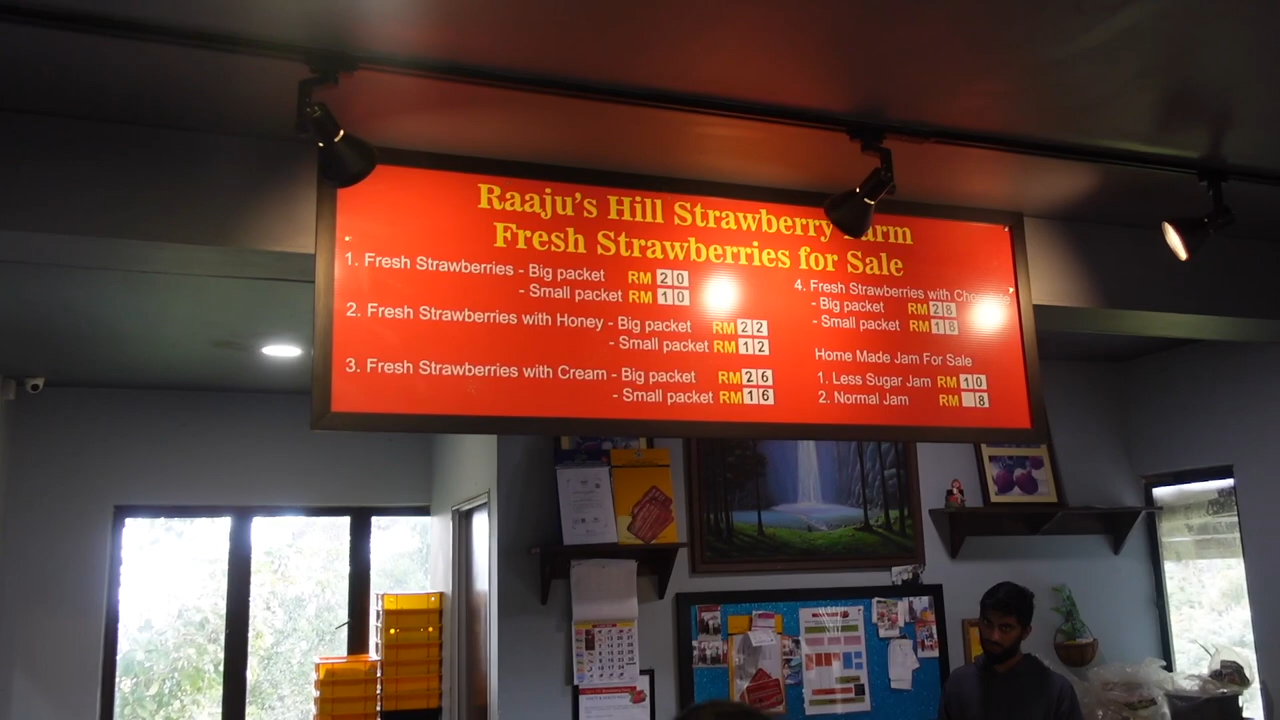 Raaju's Hill Strawberry Farm
Fresh Strawberries for Sale
1. Fresh Strawberries - Big packet RM 20
- Small packet RM 10
2. Fresh Strawberries with Honey - Big packet RM 22
- Small packet RM 12
3. Fresh Strawberries with Cream - Big packet RM 26
- Small packet RM 16
4. Fresh Strawberries with Chocolate
- Big packet RM 28
- Small packet RM 18
Home Made Jam For Sale
1. Less Sugar Jam RM 10
2. Normal Jam RM 8